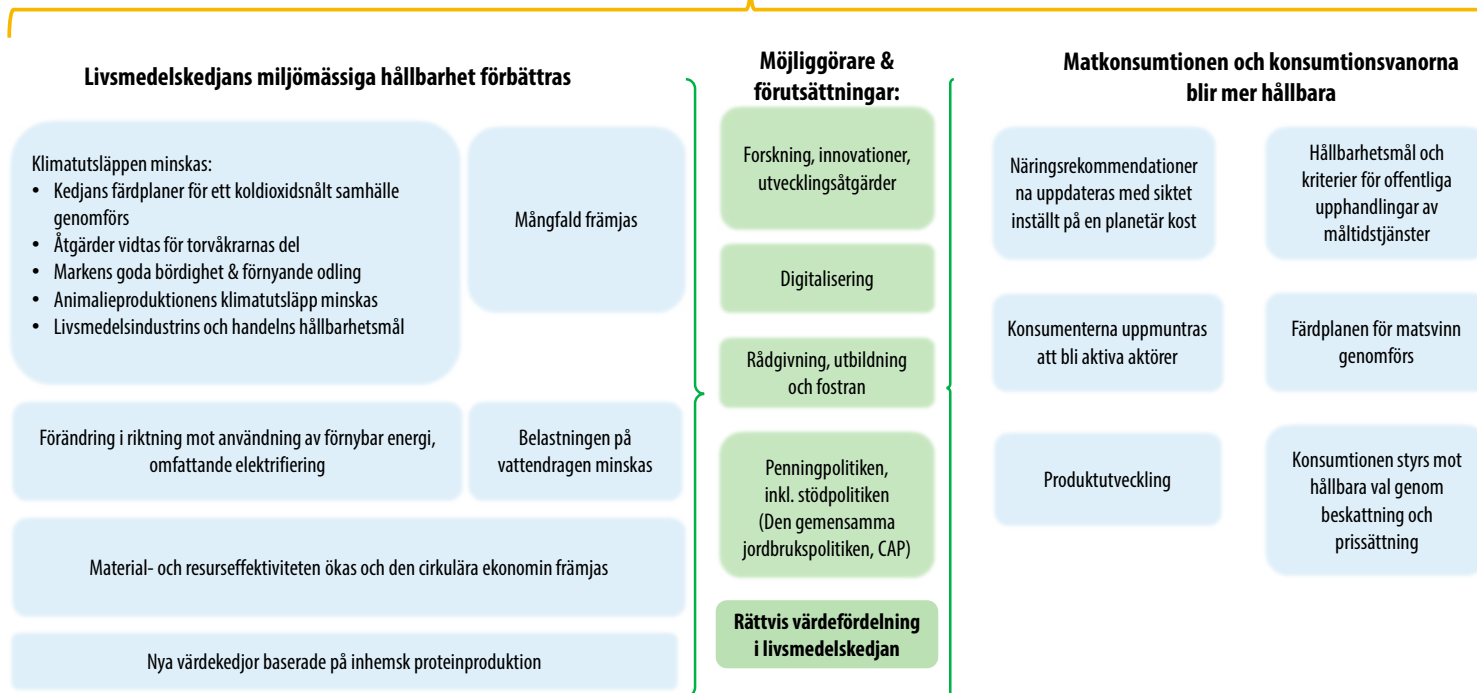 Livsmedelskedjans miljömässiga hållbarhet förbättras
Klimatutsläppen minskas:
• Kedjans färdplaner för ett koldioxidsnålt samhälle
genomförs
• Åtgärder vidtas för torvåkrarnas del
• Markens goda bördighet & förnyande odling
• Animalieproduktionens klimatutsläpp minskas
• Livsmedelsindustrins och handelns hållbarhetsmål
Mångfald främjas
Förändring i riktning mot användning av förnybar energi,
omfattande elektrifiering
Belastningen på
vattendragen minskas
Material- och resurseffektiviteten ökas och den cirkulära ekonomin främjas
Nya värdekedjor baserade på inhemsk proteinproduktion
Möjliggörare &
förutsättningar:
Forskning, innovationer,
utvecklingsåtgärder
Digitalisering
Rådgivning, utbildning
och fostran
Penningpolitiken,
inkl. stödpolitiken
(Den gemensamma
jordbrukspolitiken, CAP)
Rättvis värdefördelning
i livsmedelskedjan
Matkonsumtionen och konsumtionsvanorna
blir mer hållbara
Näringsrekommendationer
na uppdateras med siktet
inställt på en planetär kost
Hållbarhetsmål och
kriterier för offentliga
upphandlingar av
måltidstjänster
Konsumenterna uppmuntras
att bli aktiva aktörer
Färdplanen för matsvinn
genomförs
Produktutveckling
Konsumtionen styrs mot
hållbara val genom
beskattning och
prissättning